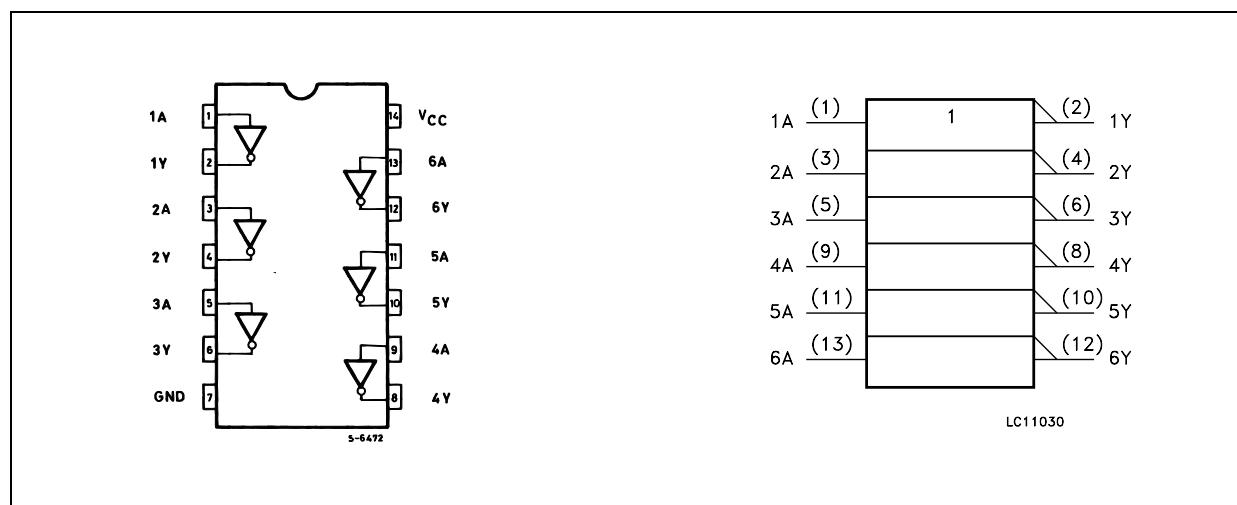 1A 1 14 VCC
1Y 2 13 6A
2A 3 12 6Y
2Y 4 11 5A
3A 5 10 5Y
3Y 6 9 4A
GND 7 8 4Y
S-6472
1A (1) 1 (2) 1Y
2A (3) (4) 2Y
3A (5) (6) 3Y
4A (9) (8) 4Y
5A (11) (10) 5Y
6A (13) (12) 6Y
LC11030